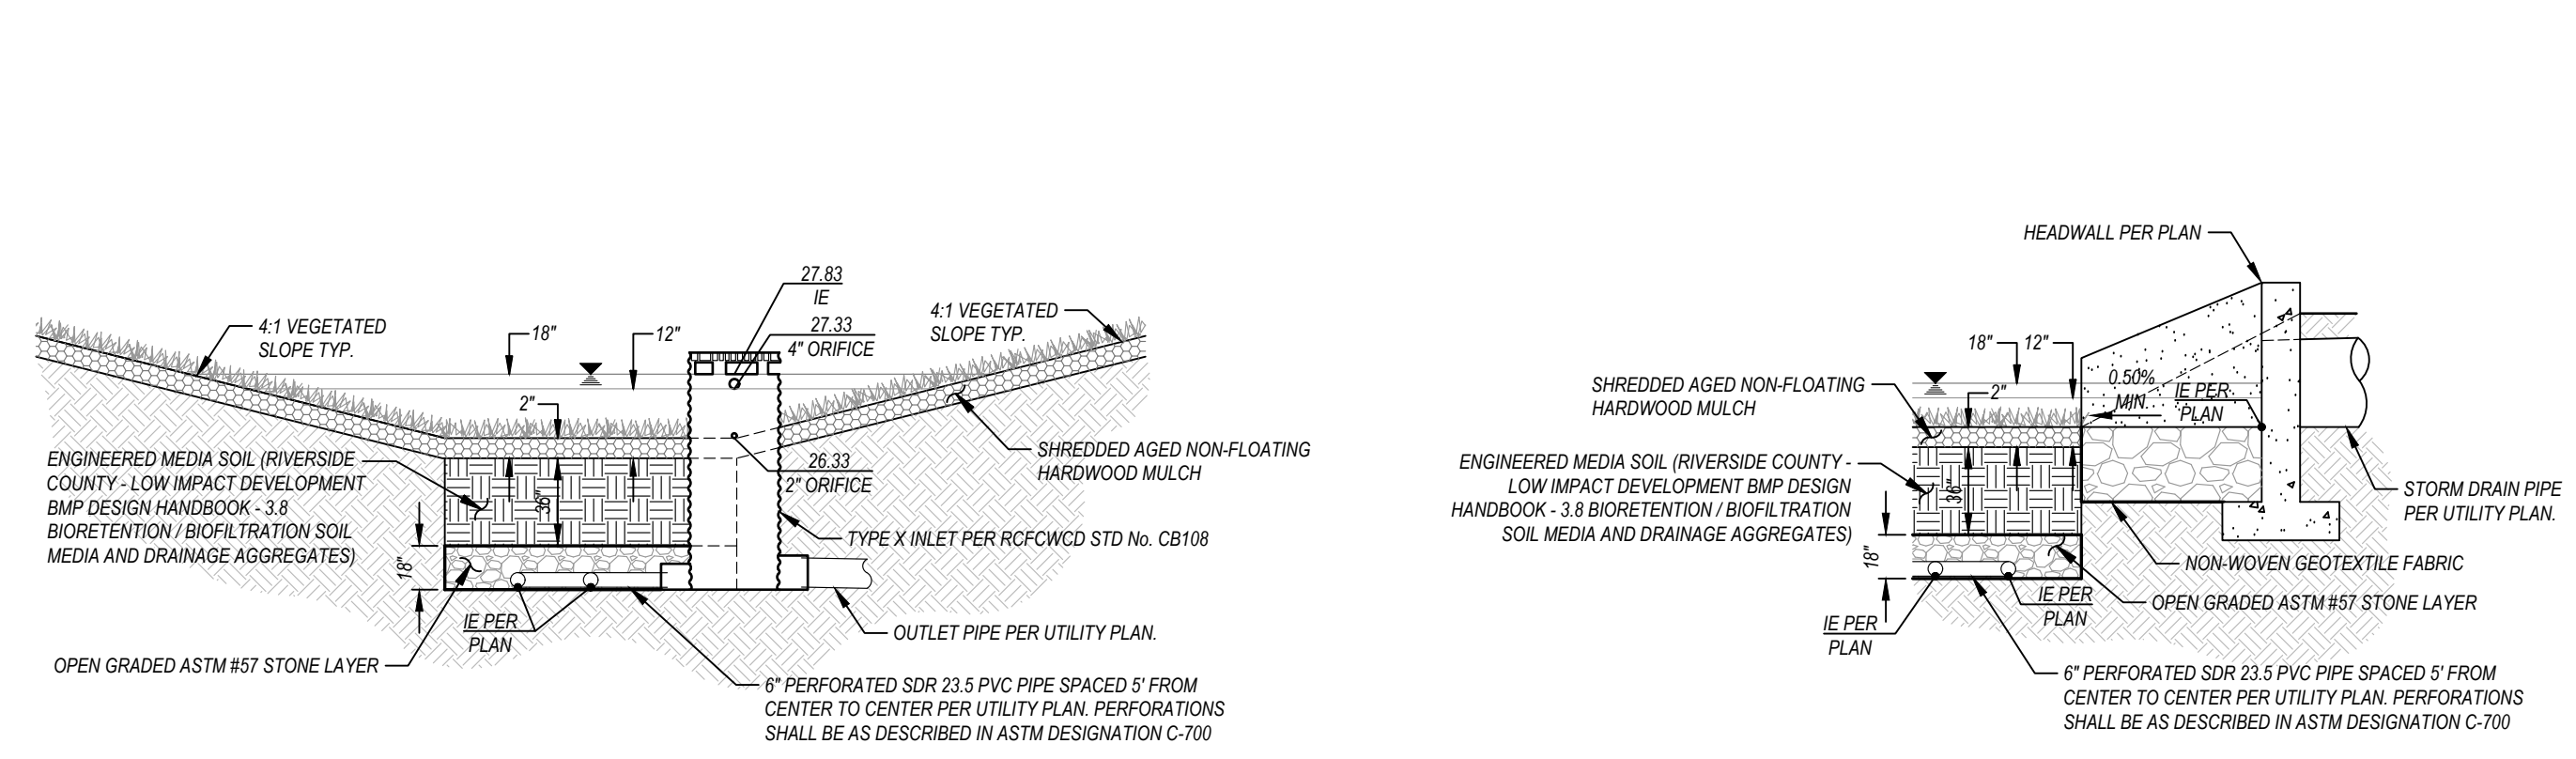 27.83
IE
27.33
4" ORIFICE
4:1 VEGETATED
SLOPE TYP.
18"
12"
4:1 VEGETATED
SLOPE TYP.
2"
ENGINEERED MEDIA SOIL (RIVERSIDE
COUNTY - LOW IMPACT DEVELOPMENT
BMP DESIGN HANDBOOK - 3.8
BIORETENTION / BIOFILTRATION SOIL
MEDIA AND DRAINAGE AGGREGATES)
36"
18"
26.33
2" ORIFICE
SHREDDED AGED NON-FLOATING
HARDWOOD MULCH
TYPE X INLET PER RCFCWCD STD No. CB108
IE PER
PLAN
OUTLET PIPE PER UTILITY PLAN.
OPEN GRADED ASTM #57 STONE LAYER
6" PERFORATED SDR 23.5 PVC PIPE SPACED 5' FROM
CENTER TO CENTER PER UTILITY PLAN. PERFORATIONS
SHALL BE AS DESCRIBED IN ASTM DESIGNATION C-700
HEADWALL PER PLAN
18"
12"
SHREDDED AGED NON-FLOATING
HARDWOOD MULCH
2"
0.50%
MIN.
IE PER
PLAN
ENGINEERED MEDIA SOIL (RIVERSIDE COUNTY -
LOW IMPACT DEVELOPMENT BMP DESIGN
HANDBOOK - 3.8 BIORETENTION / BIOFILTRATION
SOIL MEDIA AND DRAINAGE AGGREGATES)
36"
18"
STORM DRAIN PIPE
PER UTILITY PLAN.
NON-WOVEN GEOTEXTILE FABRIC
OPEN GRADED ASTM #57 STONE LAYER
IE PER
PLAN
IE PER
PLAN
6" PERFORATED SDR 23.5 PVC PIPE SPACED 5' FROM
CENTER TO CENTER PER UTILITY PLAN. PERFORATIONS
SHALL BE AS DESCRIBED IN ASTM DESIGNATION C-700